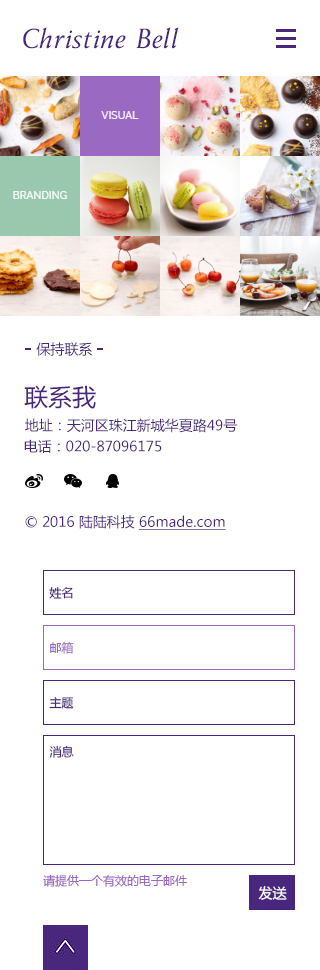 Christine Bell
VISUAL
BRANDING
- 保持联系 -
联系我
地址：天河区珠江新城华夏路49号
电话：020-87096175
© 2016 陆陆科技 66made.com
姓名
邮箱
主题
消息
请提供一个有效的电子邮件
发送